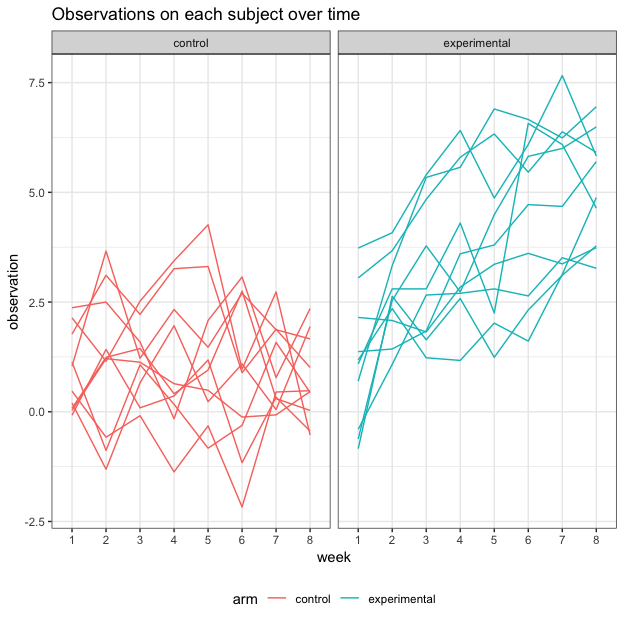 Observations on each subject over time
control experimental
7.5
5.0
2.5
0.0
-2.5
observation
1 2 3 4 5 6 7 8 1 2 3 4 5 6 7 8
week
arm control experimental